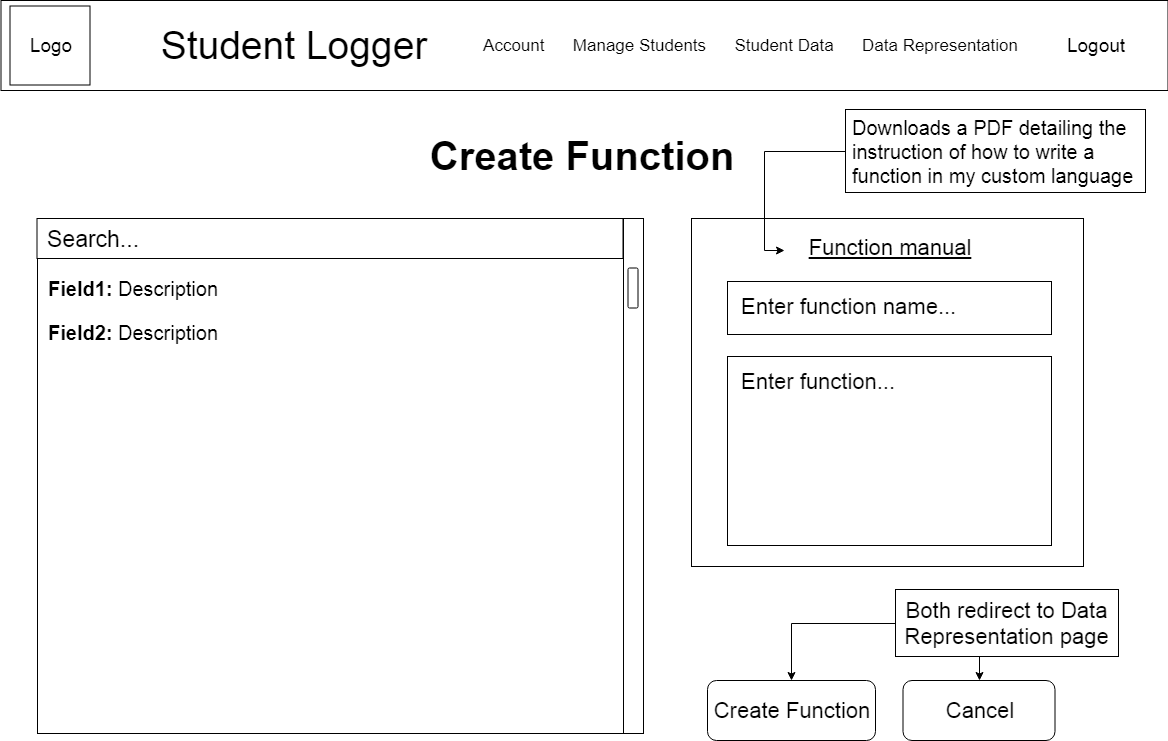 Logo
Student Logger
Account
Manage Students
Student Data
Data Representation
Logout
Create Function
Downloads a PDF detailing the
instruction of how to write a
function in my custom language
Search...
Field1: Description
Field2: Description
Function manual
Enter function name...
Enter function...
Both redirect to Data
Representation page
Create Function
Cancel